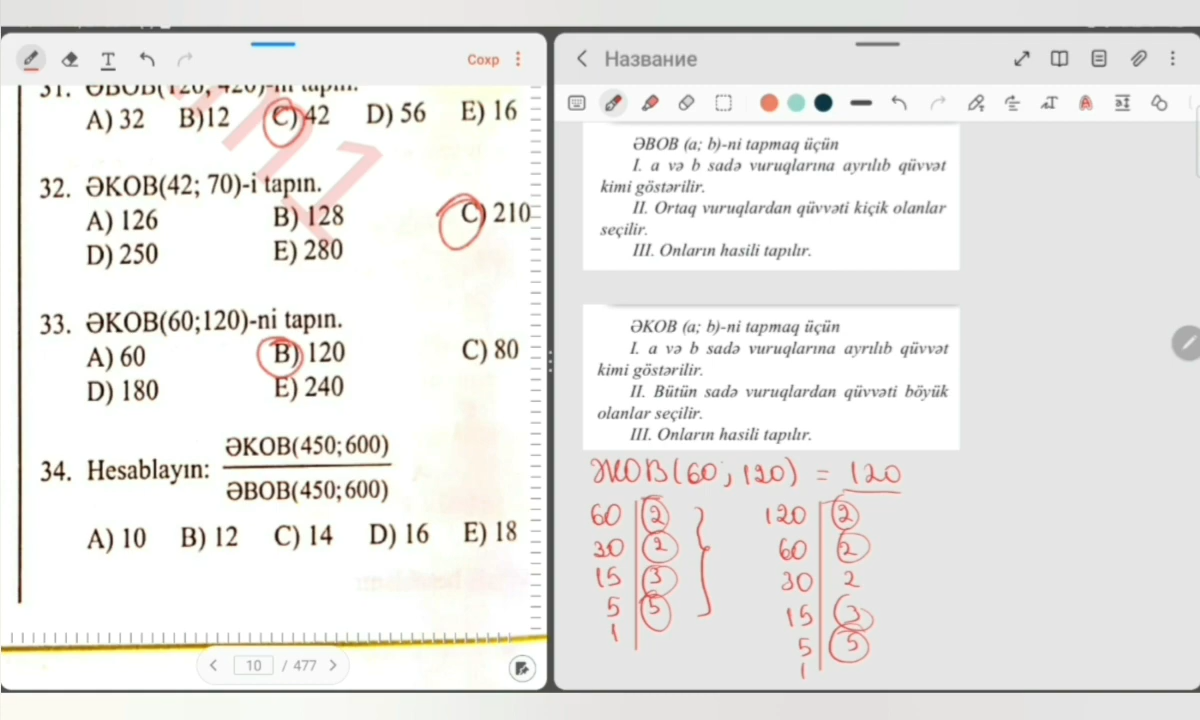 Сохр
31. ƏBOB(126; 420)-ni tapın.
A) 32 B)12 C) 42 D) 56 E) 16
32. ƏKOB(42; 70)-i tapın.
A) 126 B) 128 C) 210
D) 250 E) 280
33. ƏKOB(60;120)-ni tapın.
A) 60 B) 120 C) 80
D) 180 E) 240
34. Hesablayın: ƏKOB(450;600)
ƏBOB(450;600)
A) 10 B) 12 C) 14 D) 16 E) 18
10 / 477
Название
ƏBOB (a; b)-ni tapmaq üçün
I. a və b sadə vuruqlarına ayrılıb qüvvət
kimi göstərilir.
II. Ortaq vuruqlardan qüvvəti kiçik olanlar
seçilir.
III. Onların hasili tapılır.
ƏKOB (a; b)-ni tapmaq üçün
I. a və b sadə vuruqlarına ayrılıb qüvvət
kimi göstərilir.
II. Bütün sadə vuruqlardan qüvvəti böyük
olanlar seçilir.
III. Onların hasili tapılır.
ƏKOB(60; 120) = 120
60 2 120 2
30 2 60 2
15 3 30 2
5 5 15 3
1 5 5
1